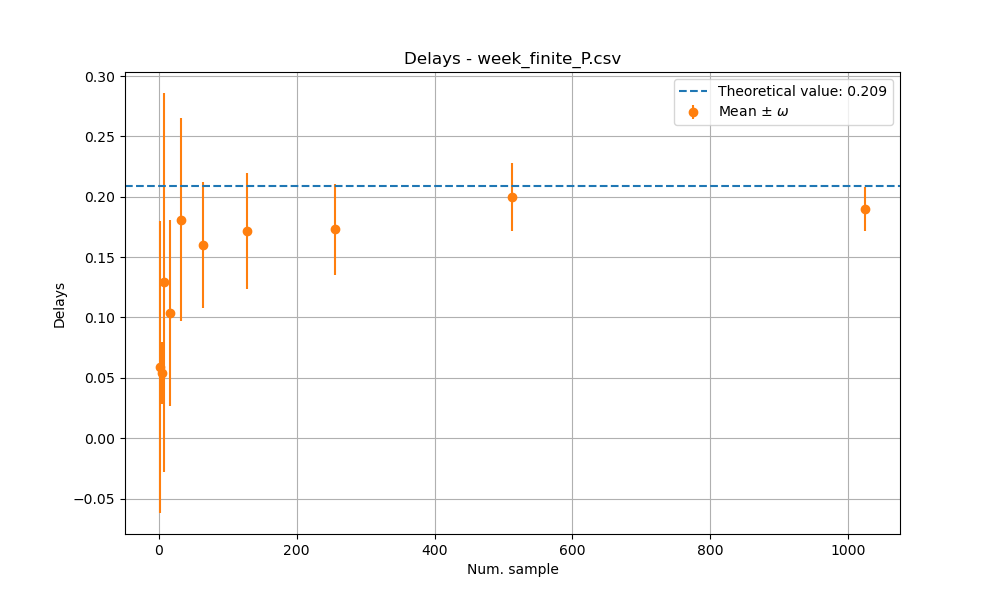 Delays - week_finite_P.csv
Theoretical value: 0.209
Mean ± ω
0.30
0.25
0.20
0.15
0.10
0.05
0.00
−0.05
Delays
0 200 400 600 800 1000
Num. sample